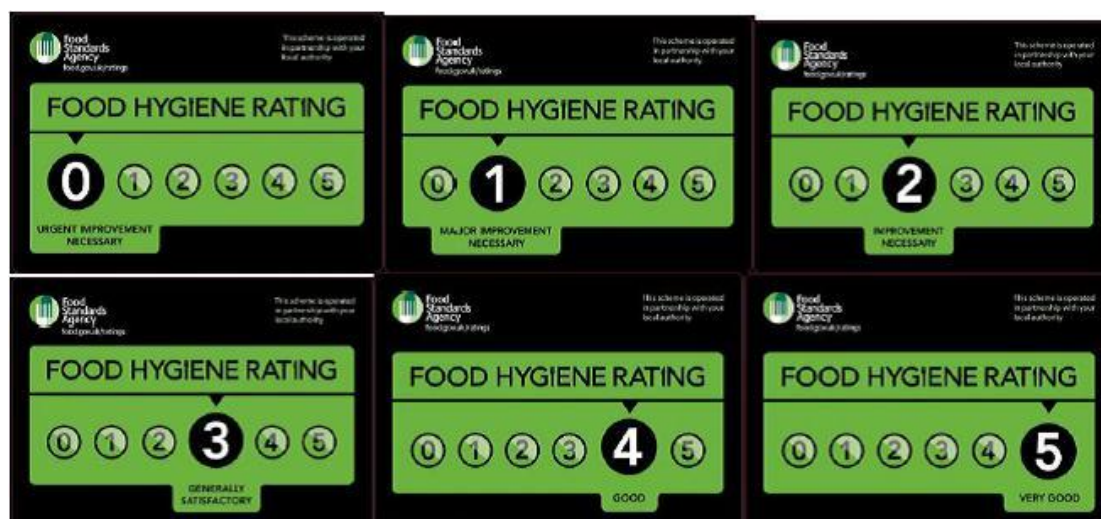 Food
Standards
Agency
food.gov.uk/ratings
This scheme is operated
in partnership with your
local authority
FOOD HYGIENE RATING
0 1 2 3 4 5
URGENT IMPROVEMENT
NECESSARY
Food
Standards
Agency
food.gov.uk/ratings
This scheme is operated
in partnership with your
local authority
FOOD HYGIENE RATING
0 1 2 3 4 5
MAJOR IMPROVEMENT
NECESSARY
Food
Standards
Agency
food.gov.uk/ratings
This scheme is operated
in partnership with your
local authority
FOOD HYGIENE RATING
0 1 2 3 4 5
IMPROVEMENT
NECESSARY
Food
Standards
Agency
food.gov.uk/ratings
This scheme is operated
in partnership with your
local authority
FOOD HYGIENE RATING
0 1 2 3 4 5
GENERALLY
SATISFACTORY
Food
Standards
Agency
food.gov.uk/ratings
This scheme is operated
in partnership with your
local authority
FOOD HYGIENE RATING
0 1 2 3 4 5
GOOD
Food
Standards
Agency
food.gov.uk/ratings
This scheme is operated
in partnership with your
local authority
FOOD HYGIENE RATING
0 1 2 3 4 5
VERY GOOD